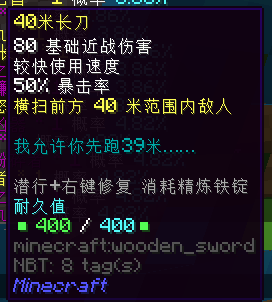 40米长刀
80 基础近战伤害
较快使用速度
50% 暴击率
横扫前方 40 米范围内敌人
我允许你先跑39米……
潜行+右键修复 消耗精炼铁锭
耐久值
400 / 400
minecraft:wooden_sword
NBT: 8 tag(s)
Minecraft